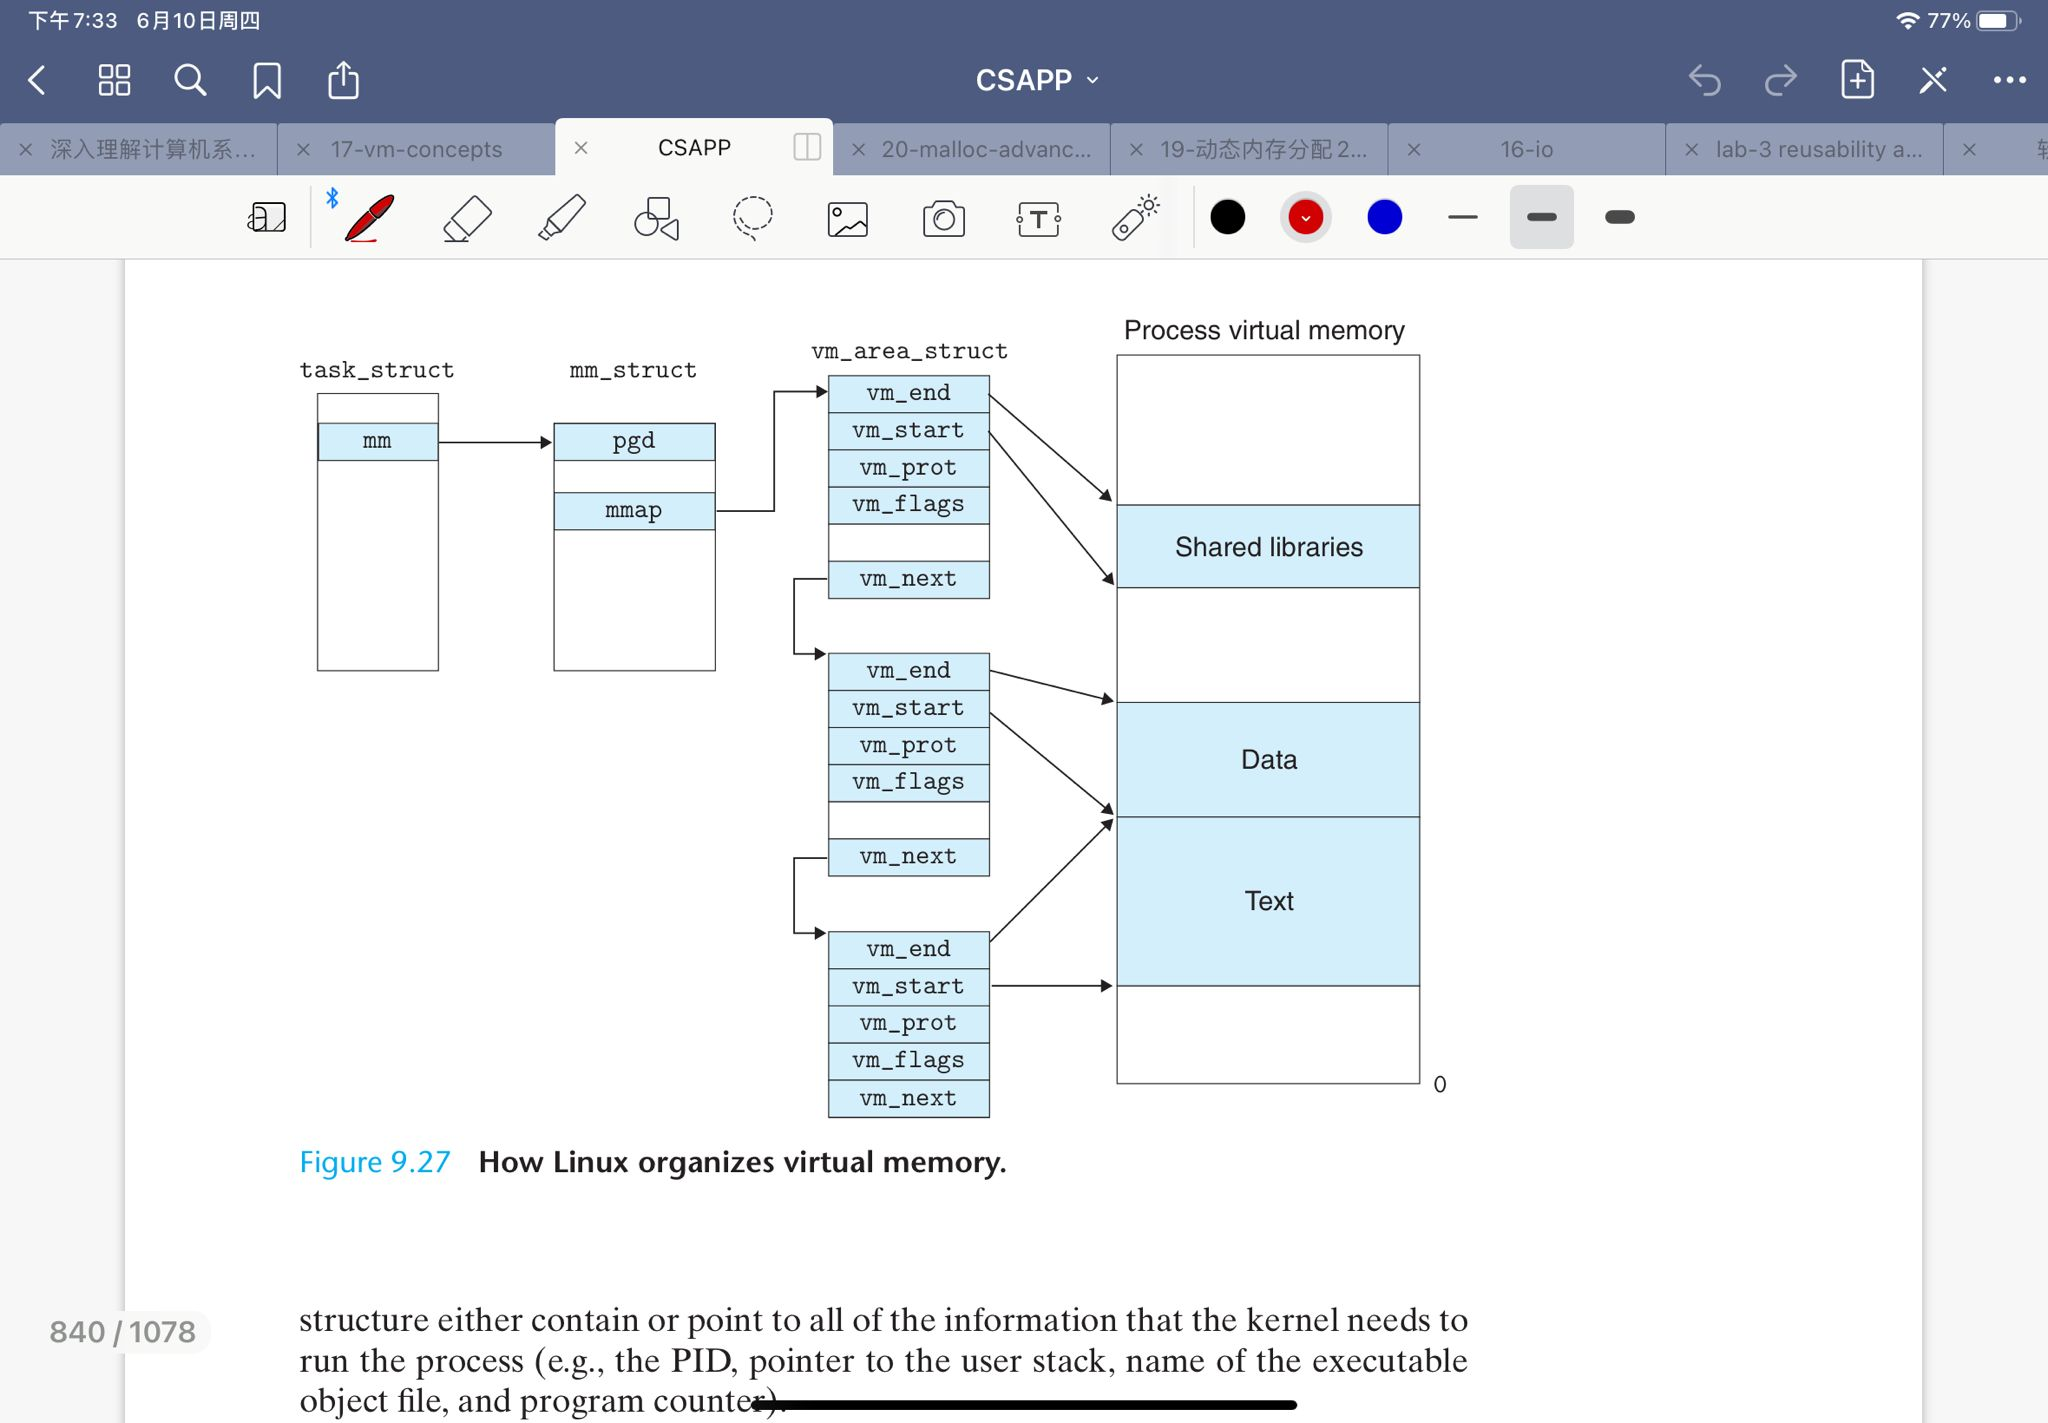 下午7:33 6月10日周四
77%
CSAPP
深入理解计算机系...
17-vm-concepts
CSAPP
20-malloc-advanc...
19-动态内存分配 2...
16-io
lab-3 reusability a...
a
T
Process virtual memory
vm_area_struct
task_struct
mm_struct
mm
pgd
mmap
vm_end
vm_start
vm_prot
vm_flags
vm_next
vm_end
vm_start
vm_prot
vm_flags
vm_next
vm_end
vm_start
vm_prot
vm_flags
vm_next
Shared libraries
Data
Text
0
Figure 9.27 How Linux organizes virtual memory.
840 / 1078
structure either contain or point to all of the information that the kernel needs to
run the process (e.g., the PID, pointer to the user stack, name of the executable
object file, and program counter).